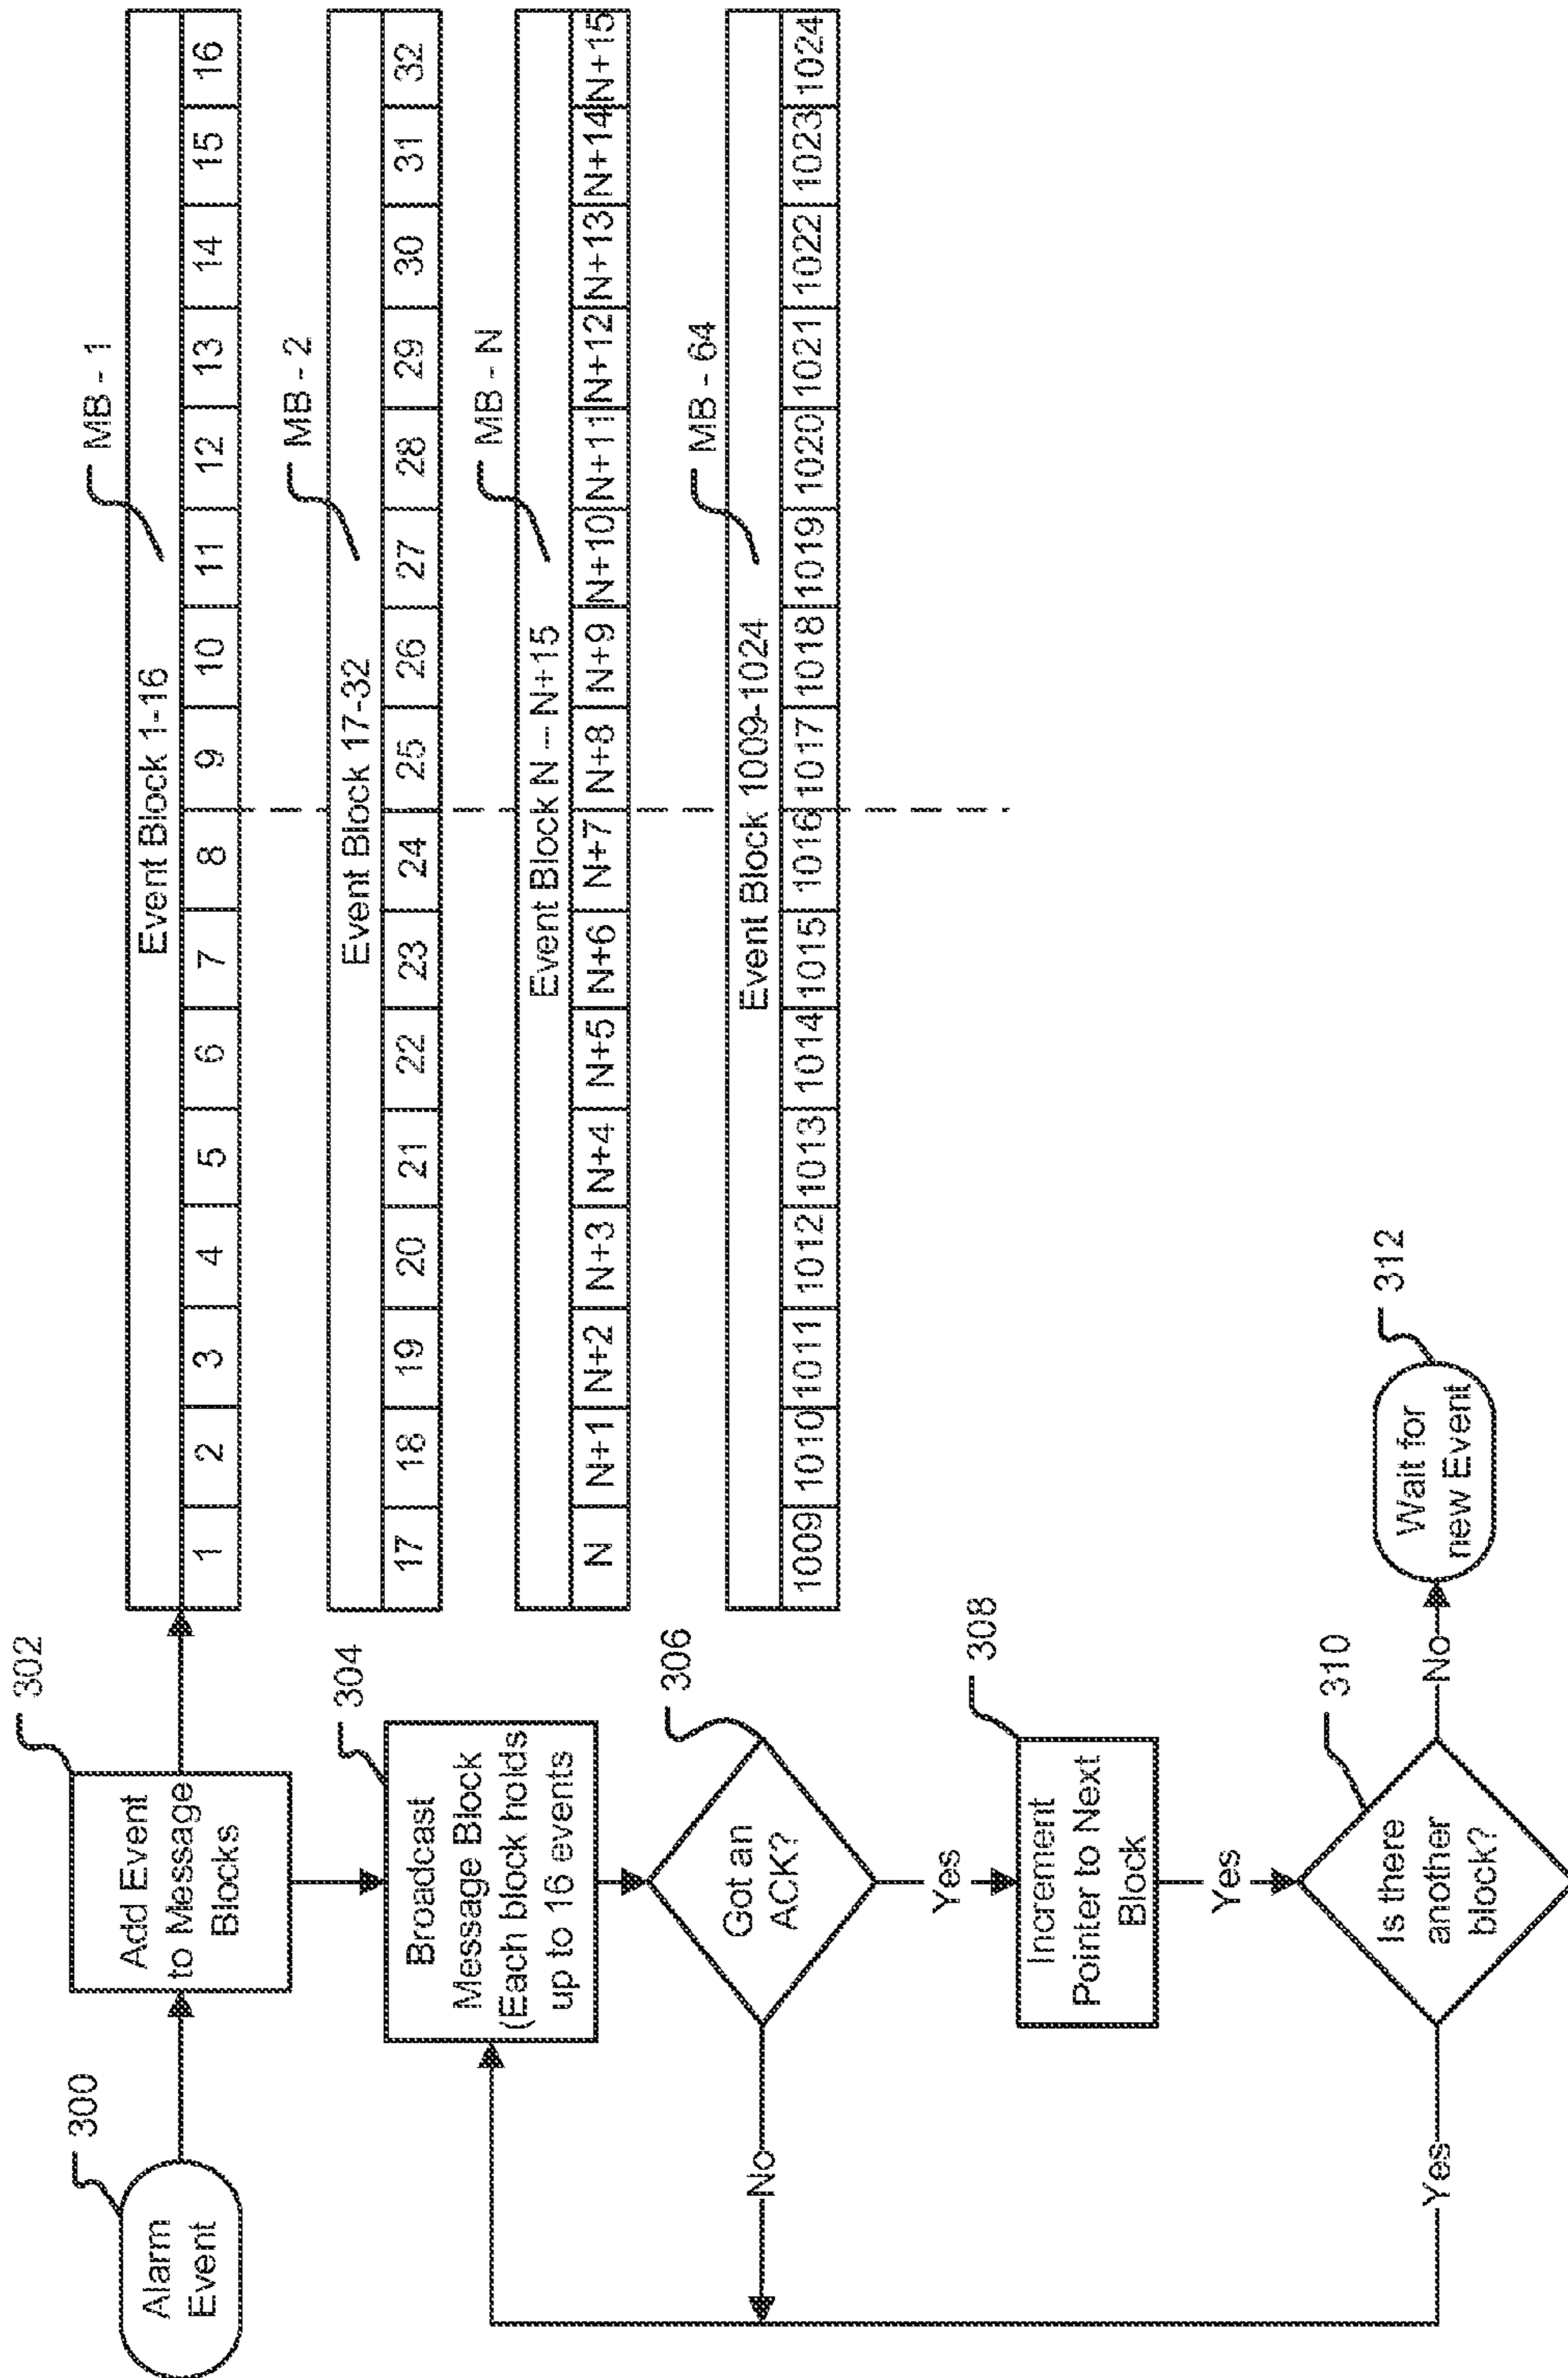 300
Alarm
Event
302
Add Event
to Message
Blocks
304
Broadcast
Message Block
(Each block holds
up to 16 events
306
Got an
ACK?
No
Yes
308
Increment
Pointer to Next
Block
Yes
310
Is there
another
block?
Yes
No
312
Wait for
new Event
MB - 1
Event Block 1-16
1 2 3 4 5 6 7 8 9 10 11 12 13 14 15 16
MB - 2
Event Block 17-32
17 18 19 20 21 22 23 24 25 26 27 28 29 30 31 32
MB - N
Event Block N --- N+15
N N+1 N+2 N+3 N+4 N+5 N+6 N+7 N+8 N+9 N+10 N+11 N+12 N+13 N+14 N+15
MB - 64
Event Block 1009-1024
1009 1010 1011 1012 1013 1014 1015 1016 1017 1018 1019 1020 1021 1022 1023 1024